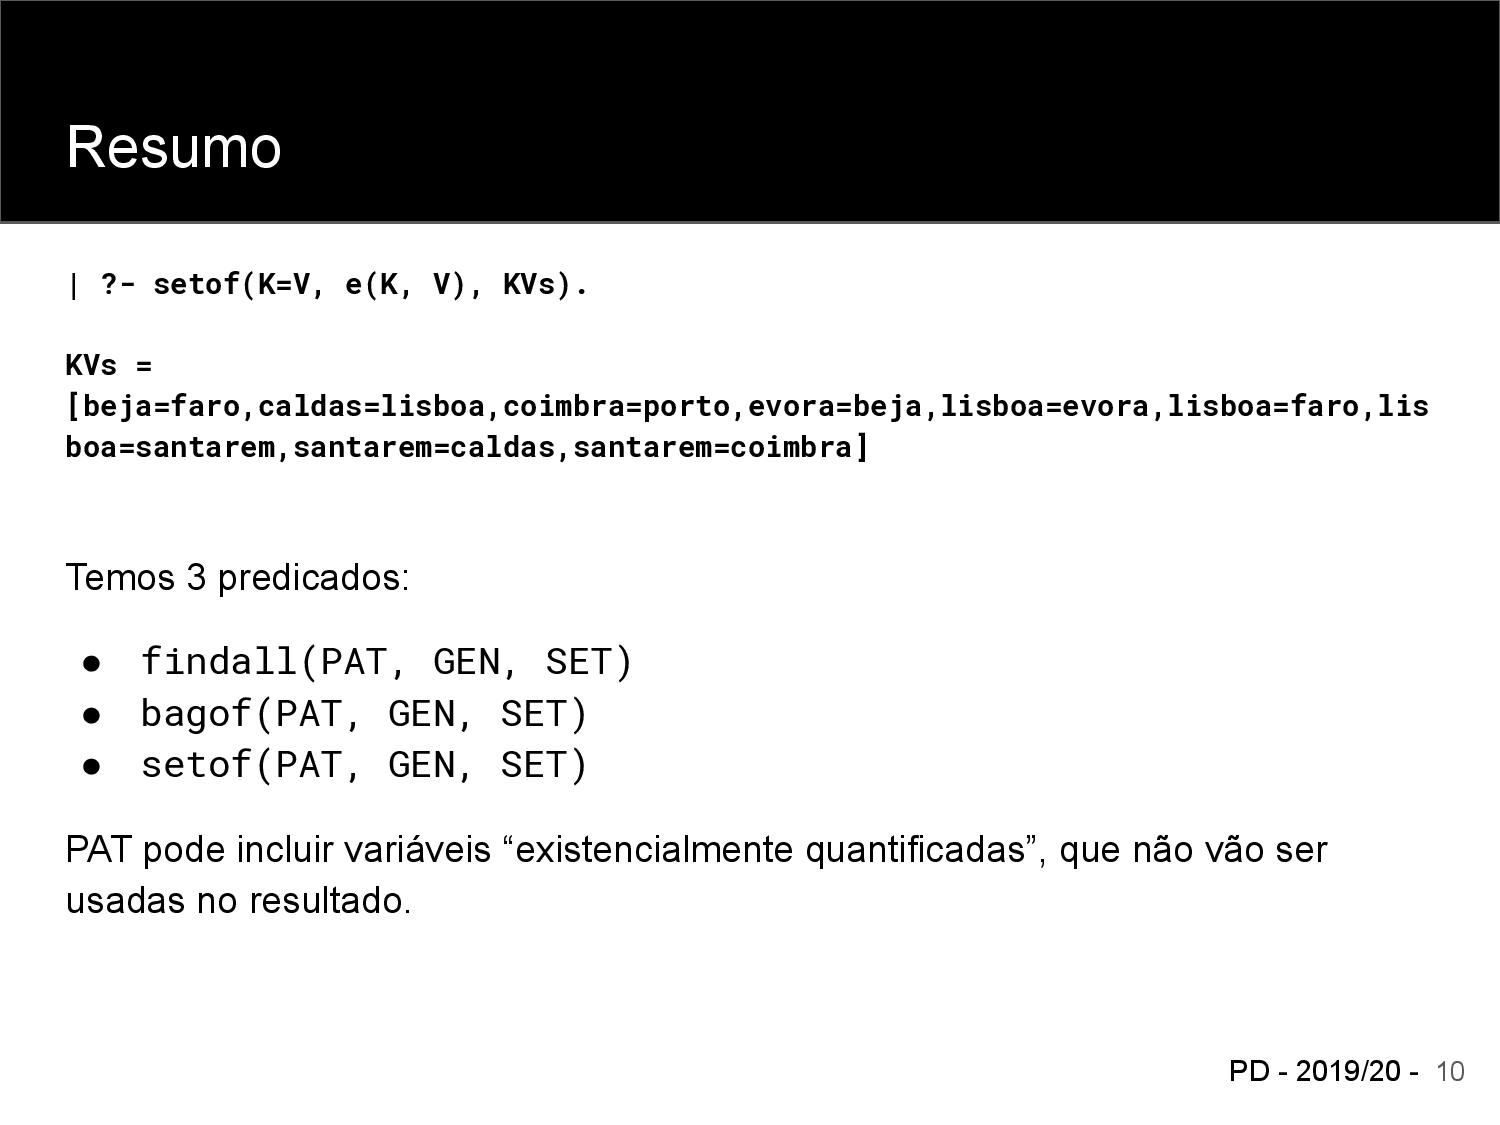 Resumo
| ?- setof(K=V, e(K, V), KVs).
KVs =
[beja=faro,caldas=lisboa,coimbra=porto,evora=beja,lisboa=evora,lisboa=faro,lis
boa=santarem,santarem=caldas,santarem=coimbra]
Temos 3 predicados:
● findall(PAT, GEN, SET)
● bagof(PAT, GEN, SET)
● setof(PAT, GEN, SET)
PAT pode incluir variáveis “existencialmente quantificadas”, que não vão ser
usadas no resultado.
PD - 2019/20 - 10